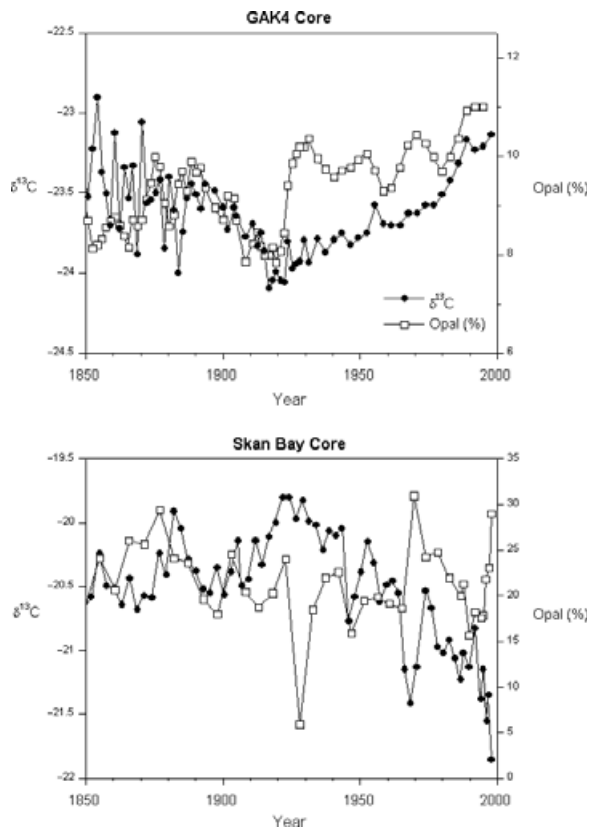 GAK4 Core
-22.5
-23
-23.5
-24
-24.5
δ¹³C
12
10
8
6
Opal (%)
δ¹³C
Opal (%)
1850 1900 1950 2000
Year
Skan Bay Core
-19.5
-20
-20.5
-21
-21.5
-22
δ¹³C
35
30
25
20
15
10
5
0
Opal (%)
1850 1900 1950 2000
Year